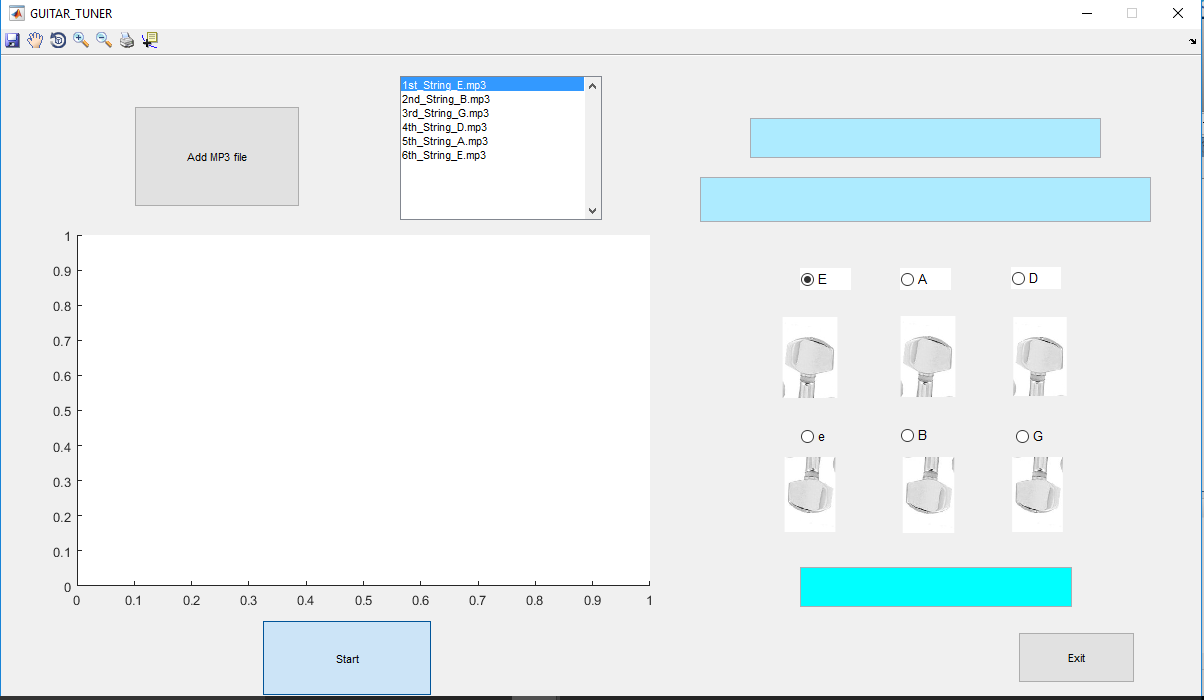 GUITAR_TUNER
1st_String_E.mp3
2nd_String_B.mp3
3rd_String_G.mp3
4th_String_D.mp3
5th_String_A.mp3
6th_String_E.mp3
Add MP3 file
1
0.9
0.8
0.7
0.6
0.5
0.4
0.3
0.2
0.1
0
0 0.1 0.2 0.3 0.4 0.5 0.6 0.7 0.8 0.9 1
E A D
e B G
Start
Exit